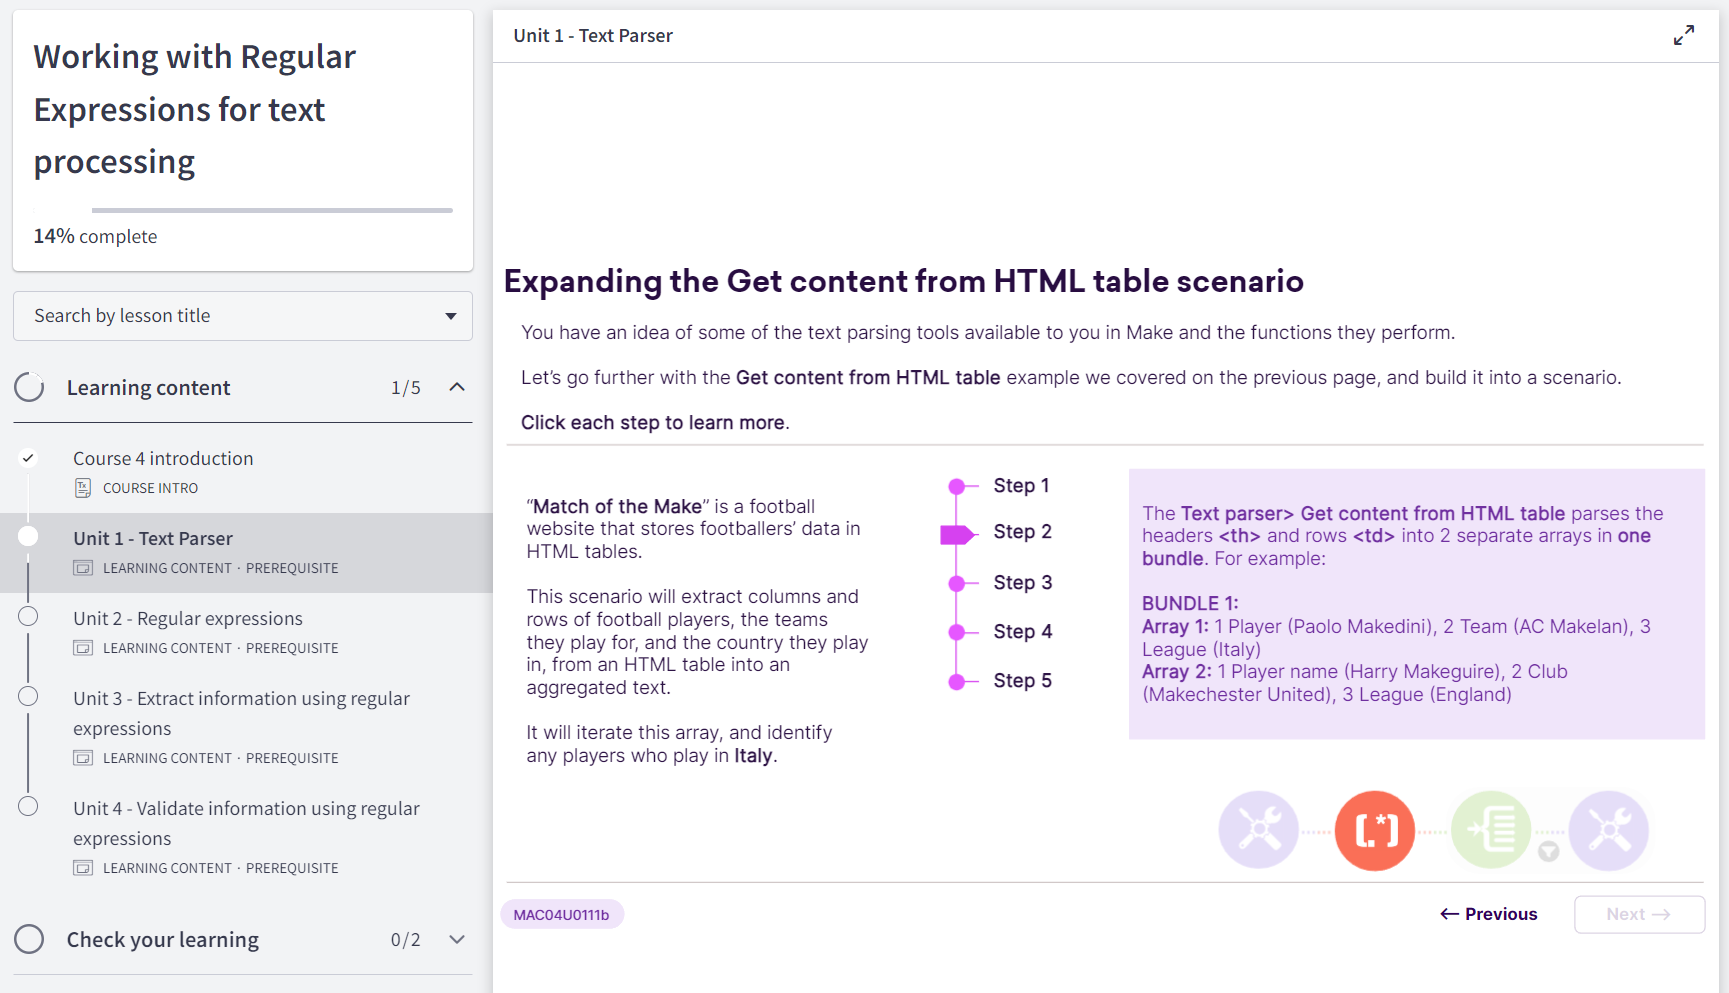 Working with Regular
Expressions for text
processing
14% complete
Search by lesson title
Learning content 1/5
Course 4 introduction
COURSE INTRO
Unit 1 - Text Parser
LEARNING CONTENT · PREREQUISITE
Unit 2 - Regular expressions
LEARNING CONTENT · PREREQUISITE
Unit 3 - Extract information using regular
expressions
LEARNING CONTENT · PREREQUISITE
Unit 4 - Validate information using regular
expressions
LEARNING CONTENT · PREREQUISITE
Check your learning 0/2
Unit 1 - Text Parser
Expanding the Get content from HTML table scenario
You have an idea of some of the text parsing tools available to you in Make and the functions they perform.
Let's go further with the Get content from HTML table example we covered on the previous page, and build it into a scenario.
Click each step to learn more.
“Match of the Make” is a football
website that stores footballers’ data in
HTML tables.
This scenario will extract columns and
rows of football players, the teams
they play for, and the country they play
in, from an HTML table into an
aggregated text.
It will iterate this array, and identify
any players who play in Italy.
Step 1
Step 2
Step 3
Step 4
Step 5
The Text parser> Get content from HTML table parses the
headers <th> and rows <td> into 2 separate arrays in one
bundle. For example:
BUNDLE 1:
Array 1: 1 Player (Paolo Makedini), 2 Team (AC Makelan), 3
League (Italy)
Array 2: 1 Player name (Harry Makeguire), 2 Club
(Makechester United), 3 League (England)
[.*]
MAC04U0111b
← Previous
Next →